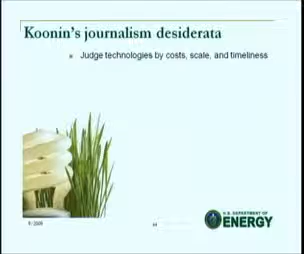 Koonin's journalism desiderata
Judge technologies by costs, scale, and timeliness
U.S. DEPARTMENT OF
ENERGY